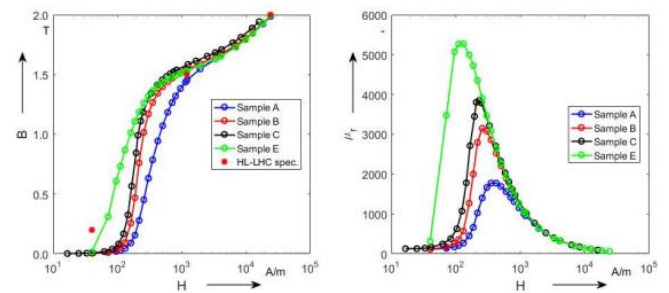 2.0
T
1.5
B
1.0
0.5
0.0
Sample A
Sample B
Sample C
Sample E
HL-LHC spec.
10^1 10^2 10^3 10^4 10^5
H A/m
6000
-
5000
μr
4000
3000
2000
1000
0
Sample A
Sample B
Sample C
Sample E
10^1 10^2 10^3 10^4 10^5
H A/m